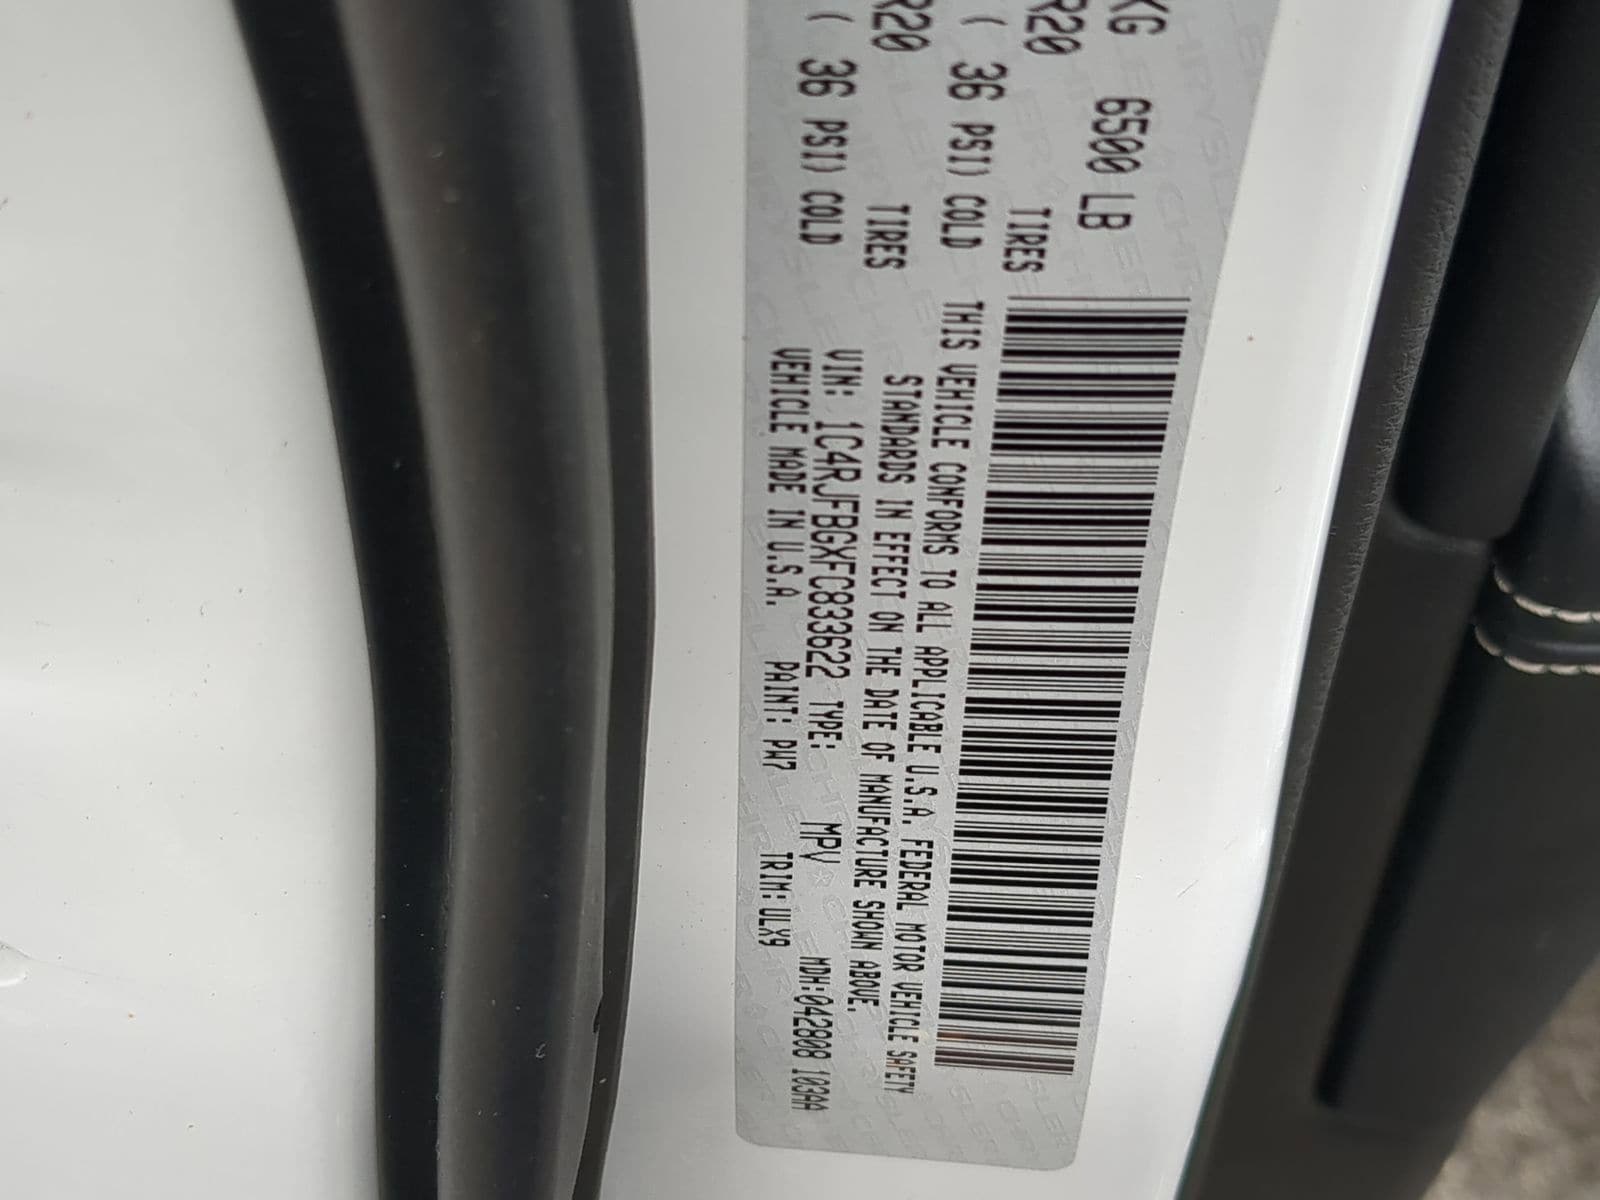 KG 6500 LB
R20 TIRES
( 36 PSI) COLD
R20 TIRES
( 36 PSI) COLD
THIS VEHICLE CONFORMS TO ALL APPLICABLE U.S.A. FEDERAL MOTOR VEHICLE SAFETY
STANDARDS IN EFFECT ON THE DATE OF MANUFACTURE SHOWN ABOVE.
VIN: 1C4RJFBGXFC833622 TYPE: MPV MDH:042808 103AA
VEHICLE MADE IN U.S.A. PAINT: PW7 TRIM: ULX9